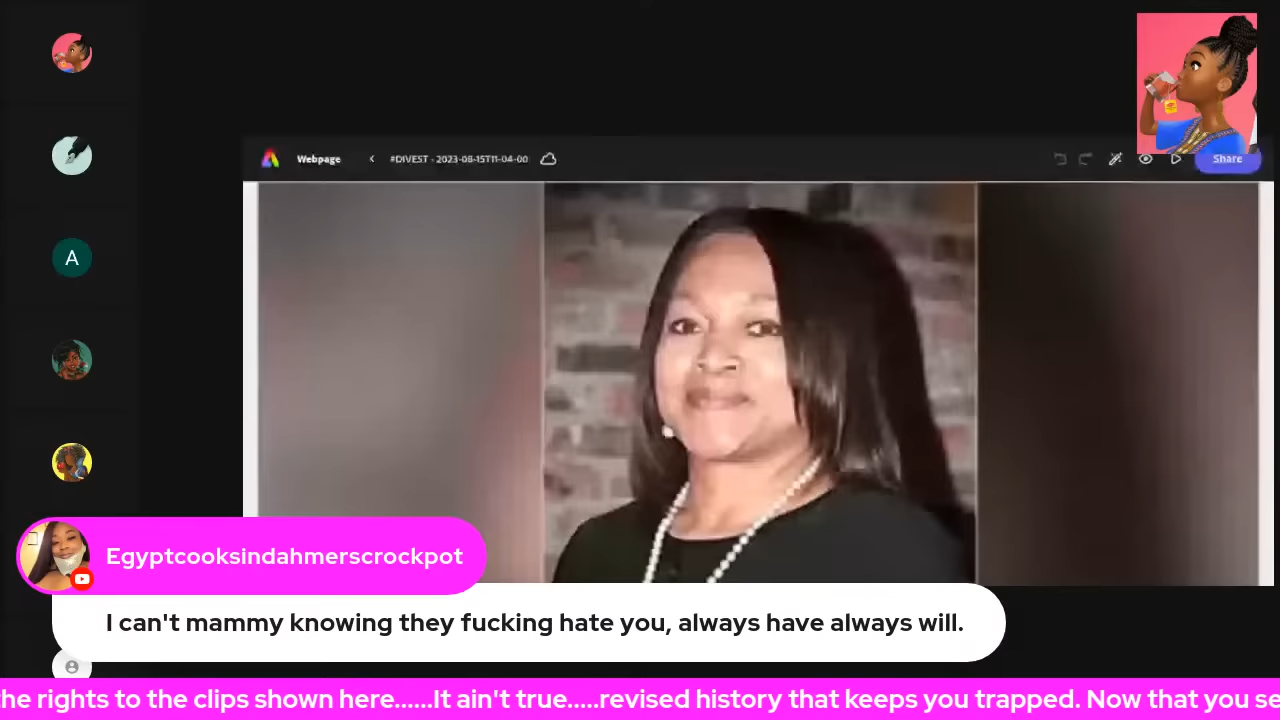 Webpage
#DIVEST - 2023-08-15T11-04-00
Share
A
Egyptcooksindahmerscrockpot
I can't mammy knowing they fucking hate you, always have always will.
the rights to the clips shown here......It ain't true.....revised history that keeps you trapped. Now that you se